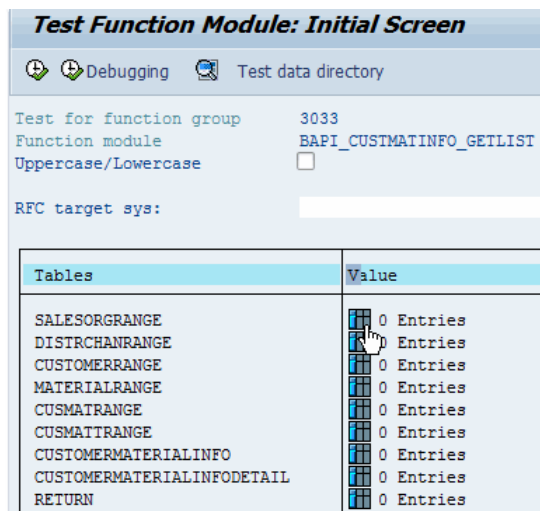 Test Function Module: Initial Screen
Debugging Test data directory
Test for function group 3033
Function module BAPI_CUSTMATINFO_GETLIST
Uppercase/Lowercase
RFC target sys:
Tables Value
SALESORGRANGE 0 Entries
DISTRCHANRANGE 0 Entries
CUSTOMERRANGE 0 Entries
MATERIALRANGE 0 Entries
CUSMATRANGE 0 Entries
CUSMATTRANGE 0 Entries
CUSTOMERMATERIALINFO 0 Entries
CUSTOMERMATERIALINFODETAIL 0 Entries
RETURN 0 Entries